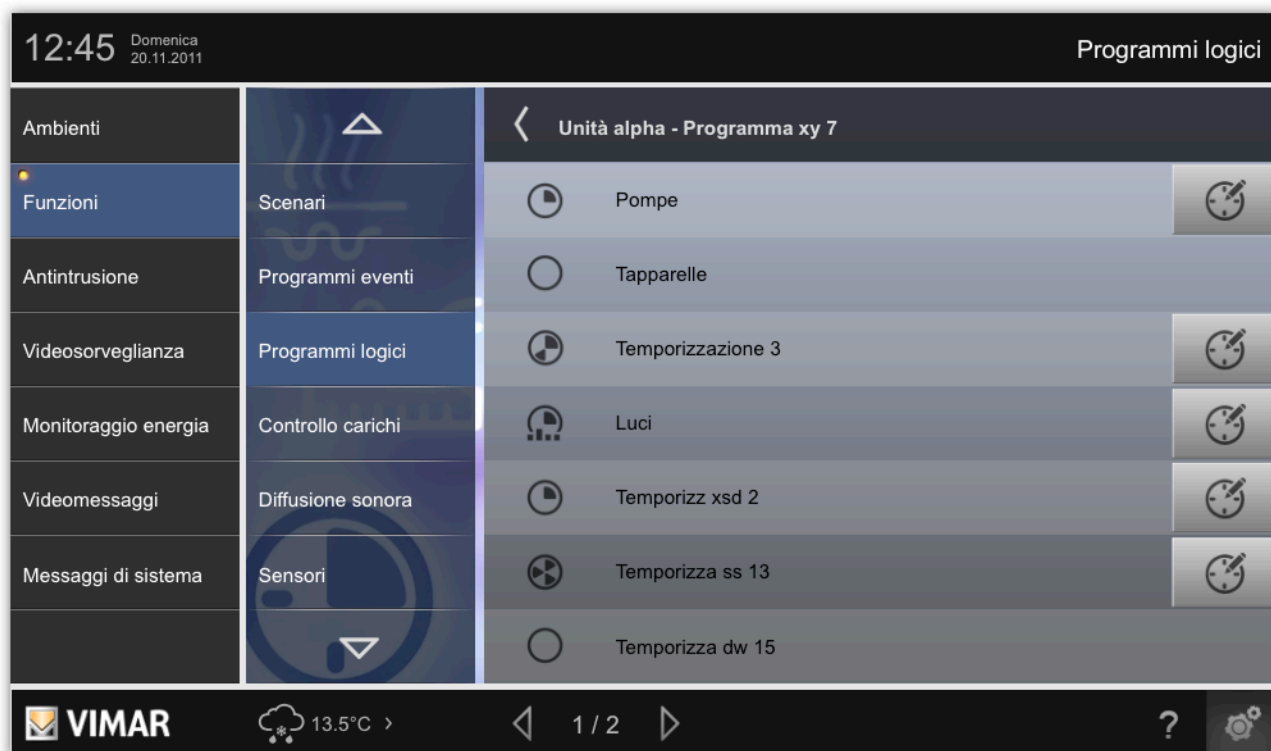 12:45 Domenica
20.11.2011
Programmi logici
Ambienti
Funzioni
Antintrusione
Videosorveglianza
Monitoraggio energia
Videomessaggi
Messaggi di sistema
Scenari
Programmi eventi
Programmi logici
Controllo carichi
Diffusione sonora
Sensori
Unità alpha - Programma xy 7
Pompe
Tapparelle
Temporizzazione 3
Luci
Temporizz xsd 2
Temporizza ss 13
Temporizza dw 15
VIMAR
13.5°C >
1 / 2
?